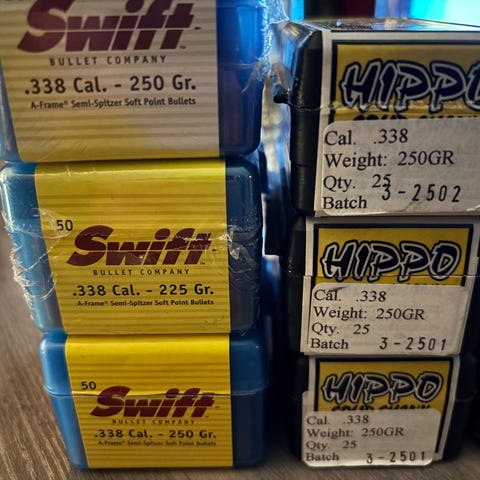 Swift™
BULLET COMPANY
.338 Cal. - 250 Gr.
A-Frame® Semi-Spitzer Soft Point Bullets
50
Swift™
BULLET COMPANY
.338 Cal. - 225 Gr.
A-Frame® Semi-Spitzer Soft Point Bullets
50
Swift™
BULLET COMPANY
.338 Cal. - 250 Gr.
A-Frame® Semi-Spitzer Soft Point Bullets
HIPPO
Cal. .338
Weight: 250GR
Qty. 25
Batch 3-2502
HIPPO
Cal. .338
Weight: 250GR
Qty. 25
Batch 3-2501
HIPPO
Cal. .338
Weight: 250GR
Qty. 25
Batch 3-2501